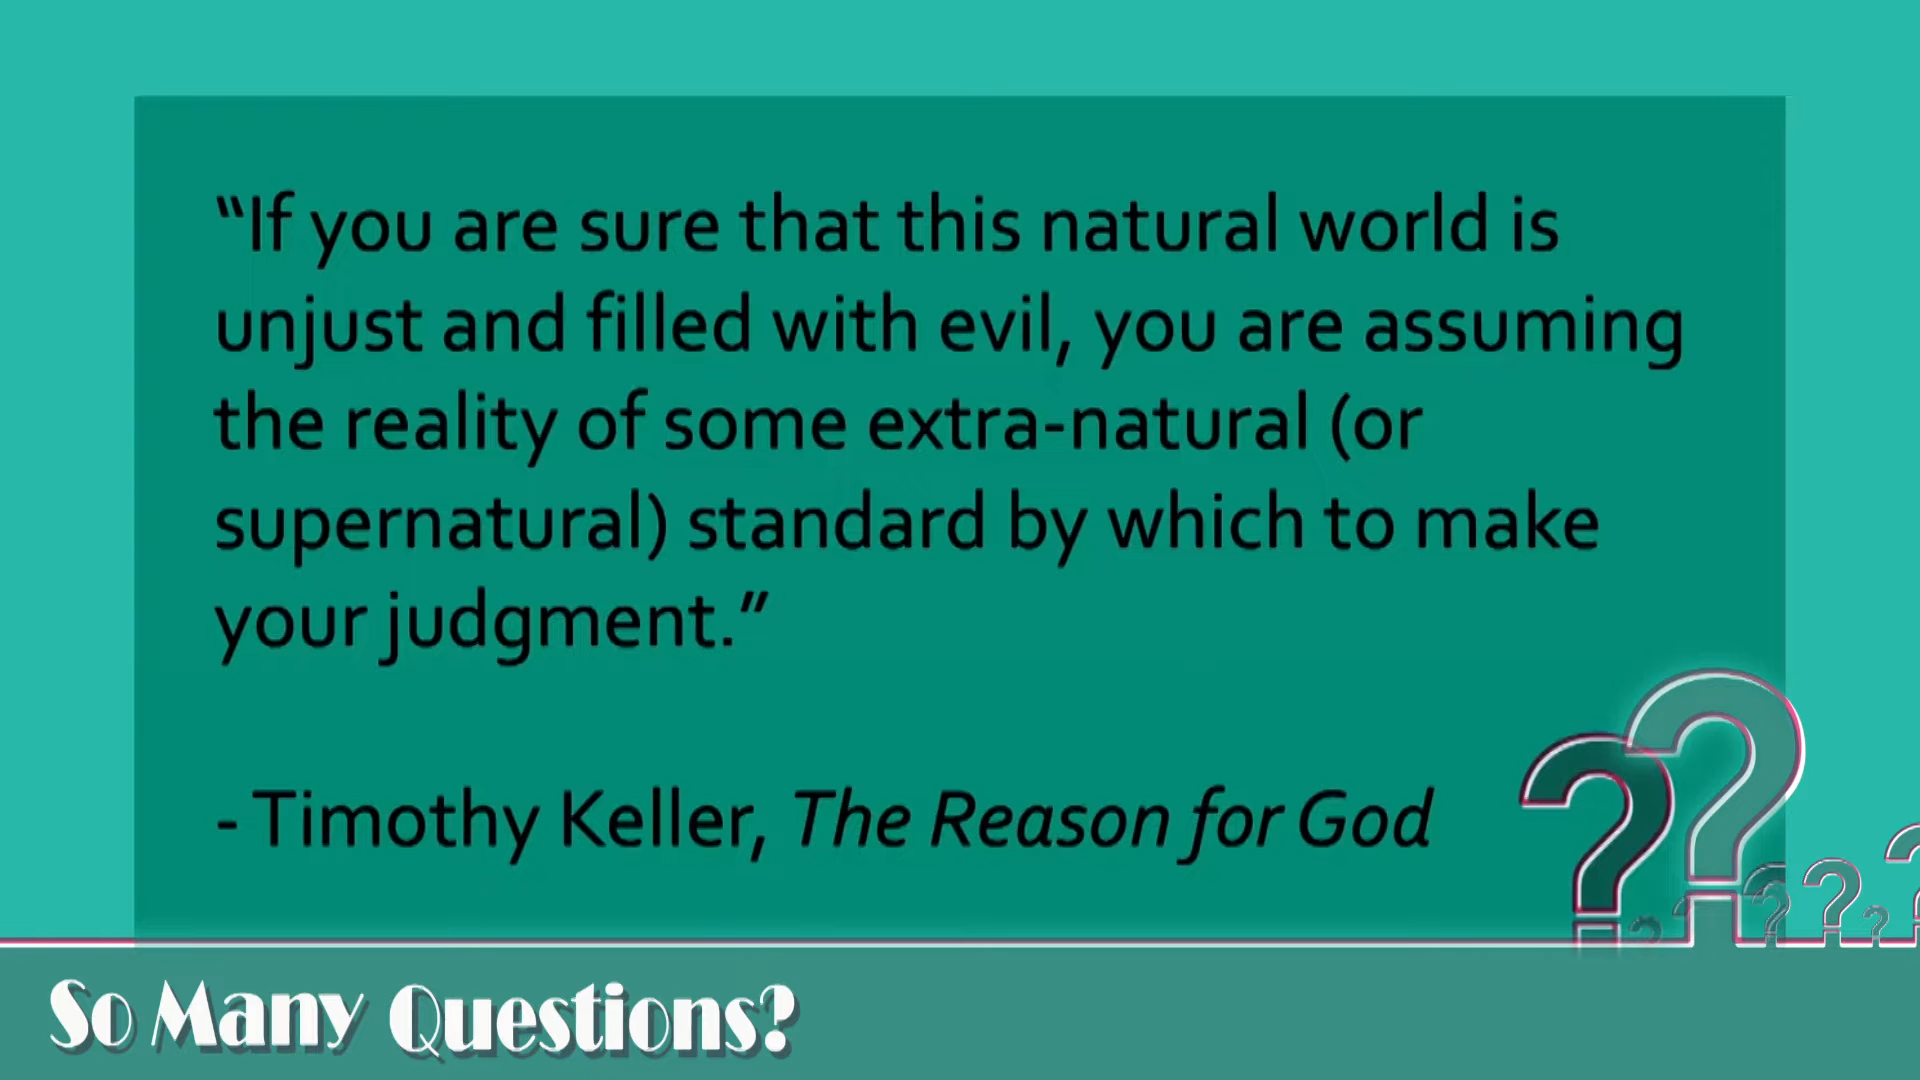 “If you are sure that this natural world is
unjust and filled with evil, you are assuming
the reality of some extra-natural (or
supernatural) standard by which to make
your judgment.”
- Timothy Keller, The Reason for God
So Many Questions?